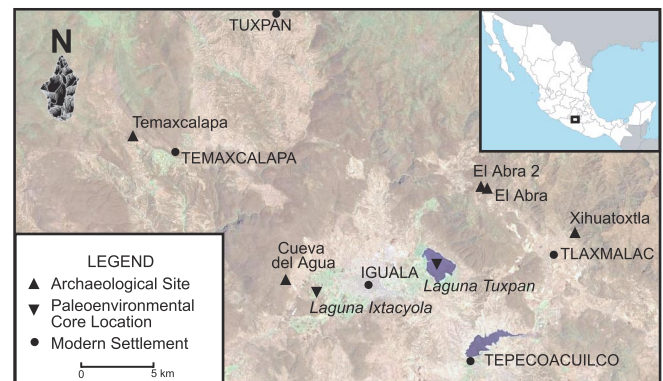 TUXPAN
N
Temaxcalapa
TEMAXCALAPA
El Abra 2
El Abra
Xihuatoxtla
TLAXMALAC
Cueva
del Agua
IGUALA
Laguna Tuxpan
Laguna Ixtacyola
TEPECOACUILCO
LEGEND
Archaeological Site
Paleoenvironmental
Core Location
Modern Settlement
0 5 km